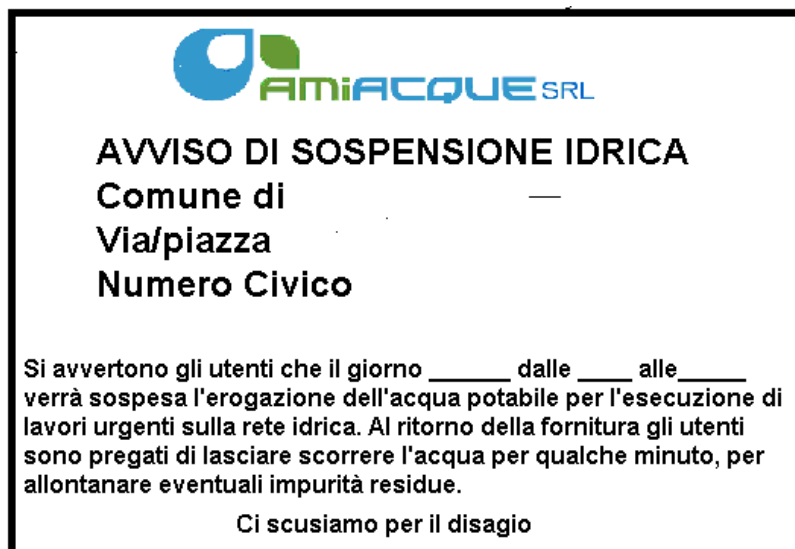 AMIACQUE SRL
AVVISO DI SOSPENSIONE IDRICA
Comune di
Via/piazza
Numero Civico
Si avvertono gli utenti che il giorno ______ dalle ____ alle_____
verrà sospesa l'erogazione dell'acqua potabile per l'esecuzione di
lavori urgenti sulla rete idrica. Al ritorno della fornitura gli utenti
sono pregati di lasciare scorrere l'acqua per qualche minuto, per
allontanare eventuali impurità residue.
Ci scusiamo per il disagio